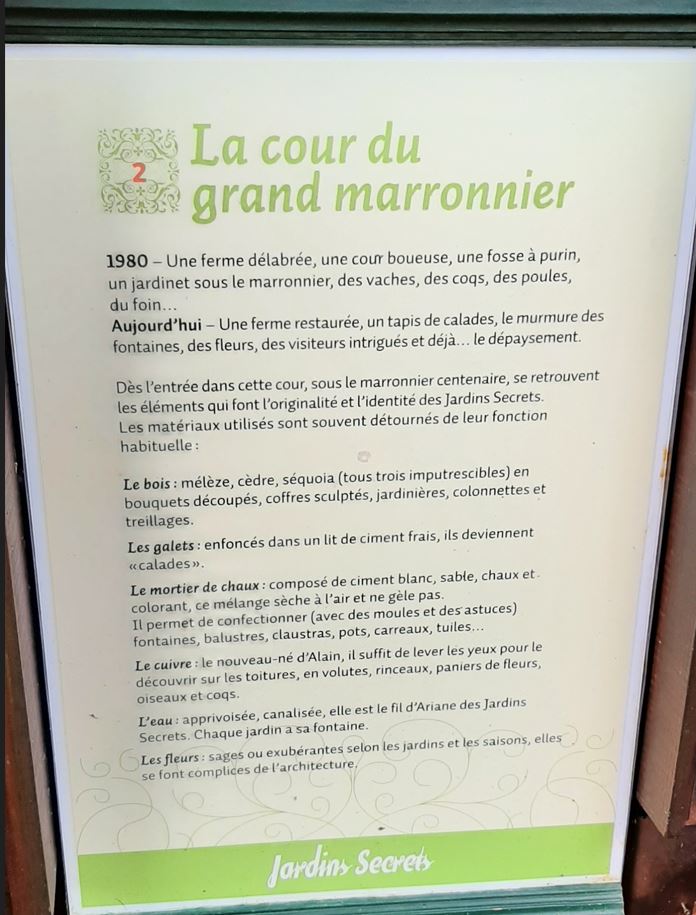 2
La cour du
grand marronnier
1980 – Une ferme délabrée, une cour boueuse, une fosse à purin,
un jardinet sous le marronnier, des vaches, des coqs, des poules,
du foin...
Aujourd'hui – Une ferme restaurée, un tapis de calades, le murmure des
fontaines, des fleurs, des visiteurs intrigués et déjà... le dépaysement.
Dès l'entrée dans cette cour, sous le marronnier centenaire, se retrouvent
les éléments qui font l'originalité et l'identité des Jardins Secrets.
Les matériaux utilisés sont souvent détournés de leur fonction
habituelle :
Le bois : mélèze, cèdre, séquoia (tous trois imputrescibles) en
bouquets découpés, coffres sculptés, jardinières, colonnettes et
treillages.
Les galets : enfoncés dans un lit de ciment frais, ils deviennent
«calades».
Le mortier de chaux : composé de ciment blanc, sable, chaux et
colorant, ce mélange sèche à l'air et ne gèle pas.
Il permet de confectionner (avec des moules et des astuces)
fontaines, balustres, claustras, pots, carreaux, tuiles...
Le cuivre : le nouveau-né d'Alain, il suffit de lever les yeux pour le
découvrir sur les toitures, en volutes, rinceaux, paniers de fleurs,
oiseaux et coqs.
L'eau : apprivoisée, canalisée, elle est le fil d'Ariane des Jardins
Secrets. Chaque jardin a sa fontaine.
Les fleurs : sages ou exubérantes selon les jardins et les saisons, elles
se font complices de l'architecture.
Jardins Secrets